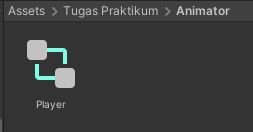 Assets > Tugas Praktikum > Animator
Player